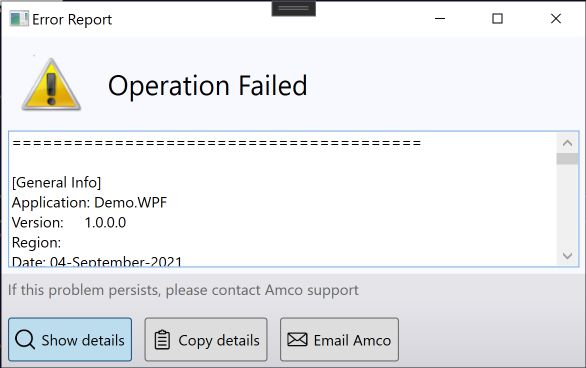 Error Report
Operation Failed
========================================
[General Info]
Application: Demo.WPF
Version: 1.0.0.0
Region:
Date: 04-September-2021
If this problem persists, please contact Amco support
Show details
Copy details
Email Amco